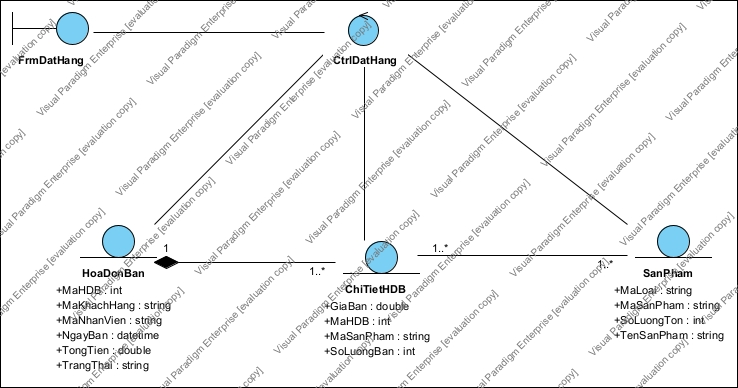 FrmDatHang
CtrlDatHang
HoaDonBan
+MaHDB : int
+MaKhachHang : string
+MaNhanVien : string
+NgayBan : datetime
+TongTien : double
+TrangThai : string
1
1..*
ChiTietHDB
+GiaBan : double
+MaHDB : int
+MaSanPham : string
+SoLuongBan : int
1..*
1..*
SanPham
+MaLoai : string
+MaSanPham : string
+SoLuongTon : int
+TenSanPham : string
Visual Paradigm Enterprise [evaluation copy]